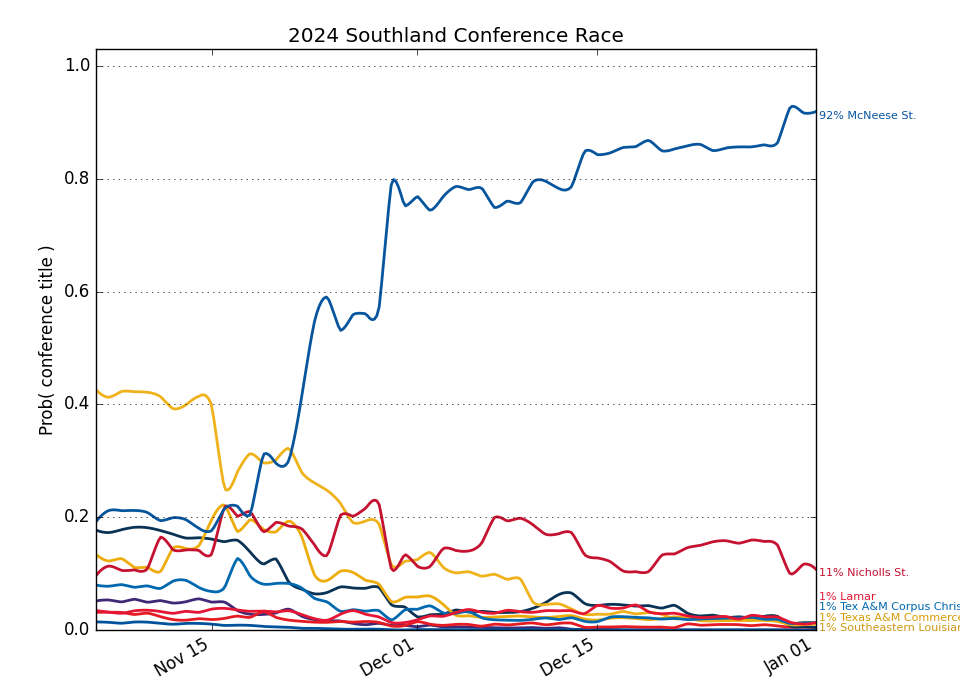 2024 Southland Conference Race
Prob( conference title )
1.0
0.8
0.6
0.4
0.2
0.0
Nov 15
Dec 01
Dec 15
Jan 01
92% McNeese St.
11% Nicholls St.
1% Lamar
1% Tex A&M Corpus Chris
1% Texas A&M Commerce
1% Southeastern Louisian